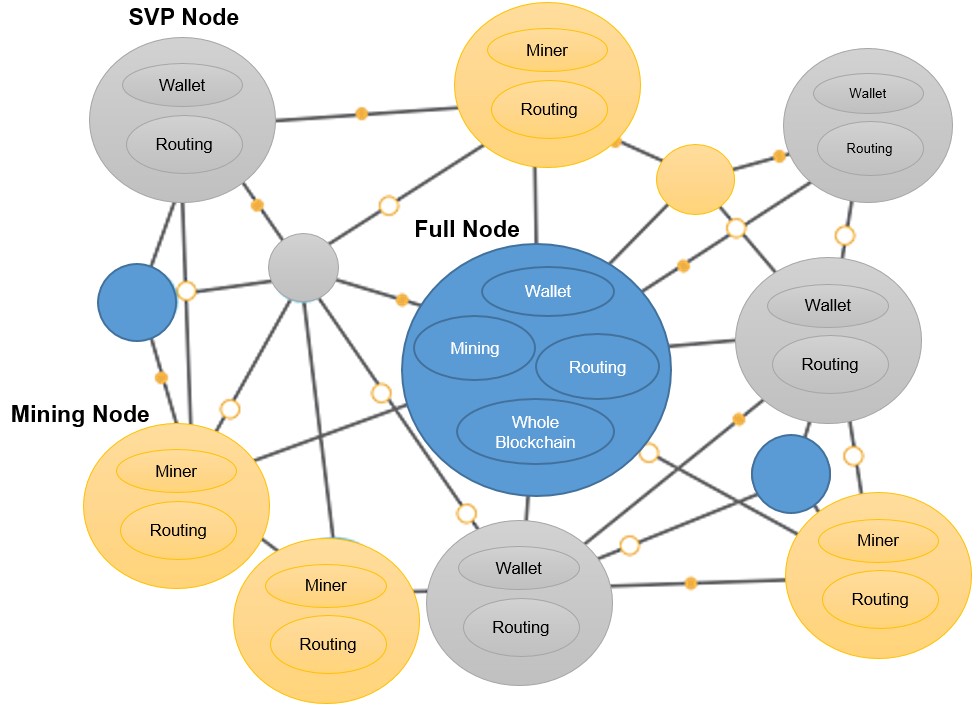 SVP Node
Wallet
Routing
Miner
Routing
Wallet
Routing
Full Node
Wallet
Mining
Routing
Whole
Blockchain
Wallet
Routing
Mining Node
Miner
Routing
Miner
Routing
Wallet
Routing
Miner
Routing